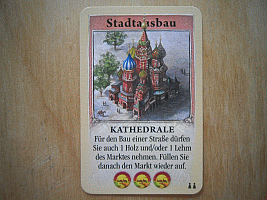 Stadtausbau
KATHEDRALE
Für den Bau einer Straße dürfen
Sie auch 1 Holz und/oder 1 Lehm
des Marktes nehmen. Füllen Sie
danach den Markt wieder auf.